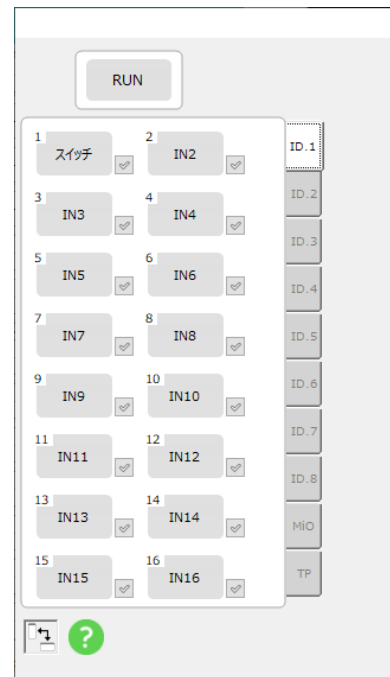 RUN
1 スイッチ 2 IN2
3 IN3 4 IN4
5 IN5 6 IN6
7 IN7 8 IN8
9 IN9 10 IN10
11 IN11 12 IN12
13 IN13 14 IN14
15 IN15 16 IN16
ID.1
ID.2
ID.3
ID.4
ID.5
ID.6
ID.7
ID.8
MiO
TP
?